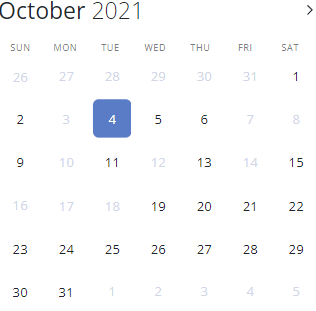 October 2021
SUN MON TUE WED THU FRI SAT
26 27 28 29 30 31 1
2 3 4 5 6 7 8
9 10 11 12 13 14 15
16 17 18 19 20 21 22
23 24 25 26 27 28 29
30 31 1 2 3 4 5